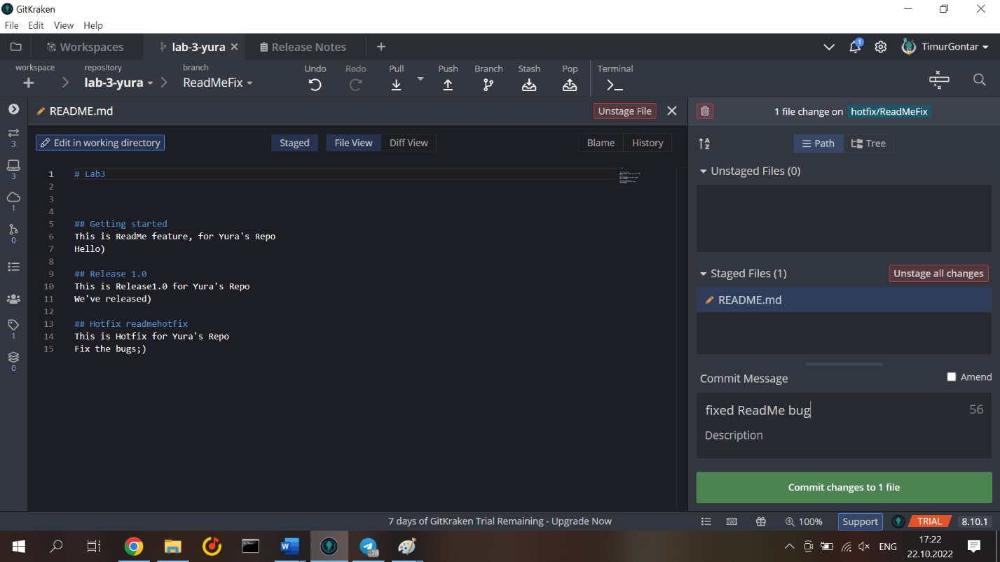 GitKraken
File Edit View Help
Workspaces lab-3-yura Release Notes 1 TimurGontar
workspace repository branch
lab-3-yura ReadMeFix
Undo Redo Pull Push Branch Stash Pop Terminal
README.md Unstage File
1 file change on hotfix/ReadMeFix
Edit in working directory Staged File View Diff View Blame History
A Z Path Tree
3
3
1
0
1
0
1 # Lab3
2
3
4
5 ## Getting started
6 This is ReadMe feature, for Yura's Repo
7 Hello)
8
9 ## Release 1.0
10 This is Release1.0 for Yura's Repo
11 We've released)
12
13 ## Hotfix readmehotfix
14 This is Hotfix for Yura's Repo
15 Fix the bugs;)
Unstaged Files (0)
Staged Files (1) Unstage all changes
README.md
Commit Message Amend
fixed ReadMe bug 56
Description
Commit changes to 1 file
7 days of GitKraken Trial Remaining - Upgrade Now 100% Support TRIAL 8.10.1
W 78 ENG 17:22
22.10.2022